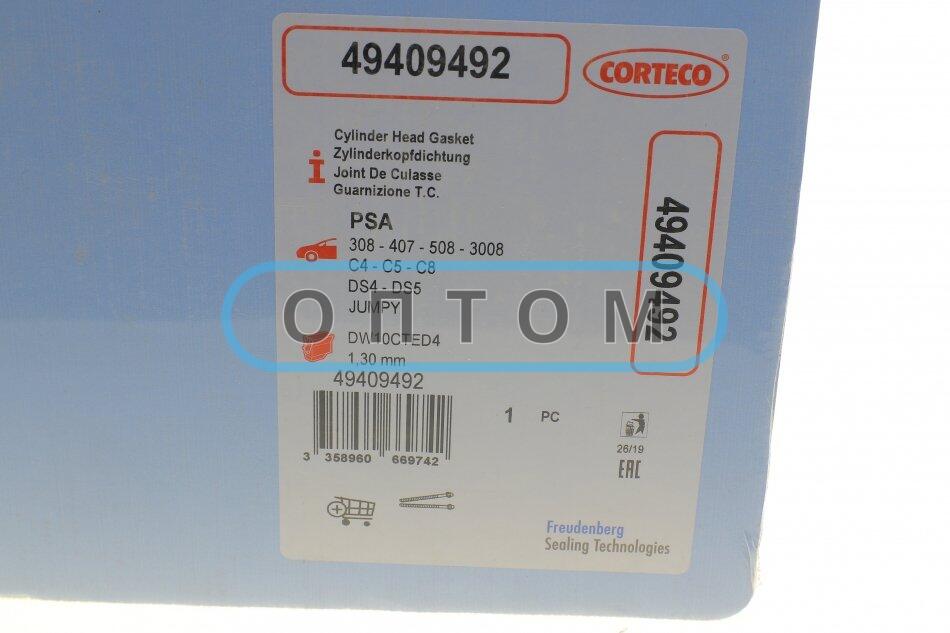 49409492
CORTECO®
Cylinder Head Gasket
Zylinderkopfdichtung
Joint De Culasse
Guarnizione T.C.
PSA
308 - 407 - 508 - 3008
C4 - C5 - C8
DS4 - DS5
JUMPY
ОПТОМ
DW10CTED4
1,30 mm
49409492
49409492
3 358960 669742
1 PC
26/19
EAC
Freudenberg
Sealing Technologies